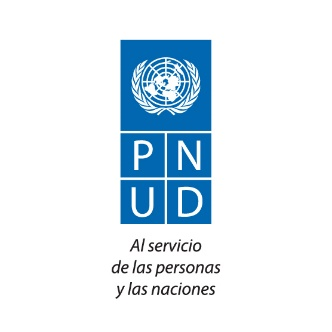 P N
U D
Al servicio
de las personas
y las naciones